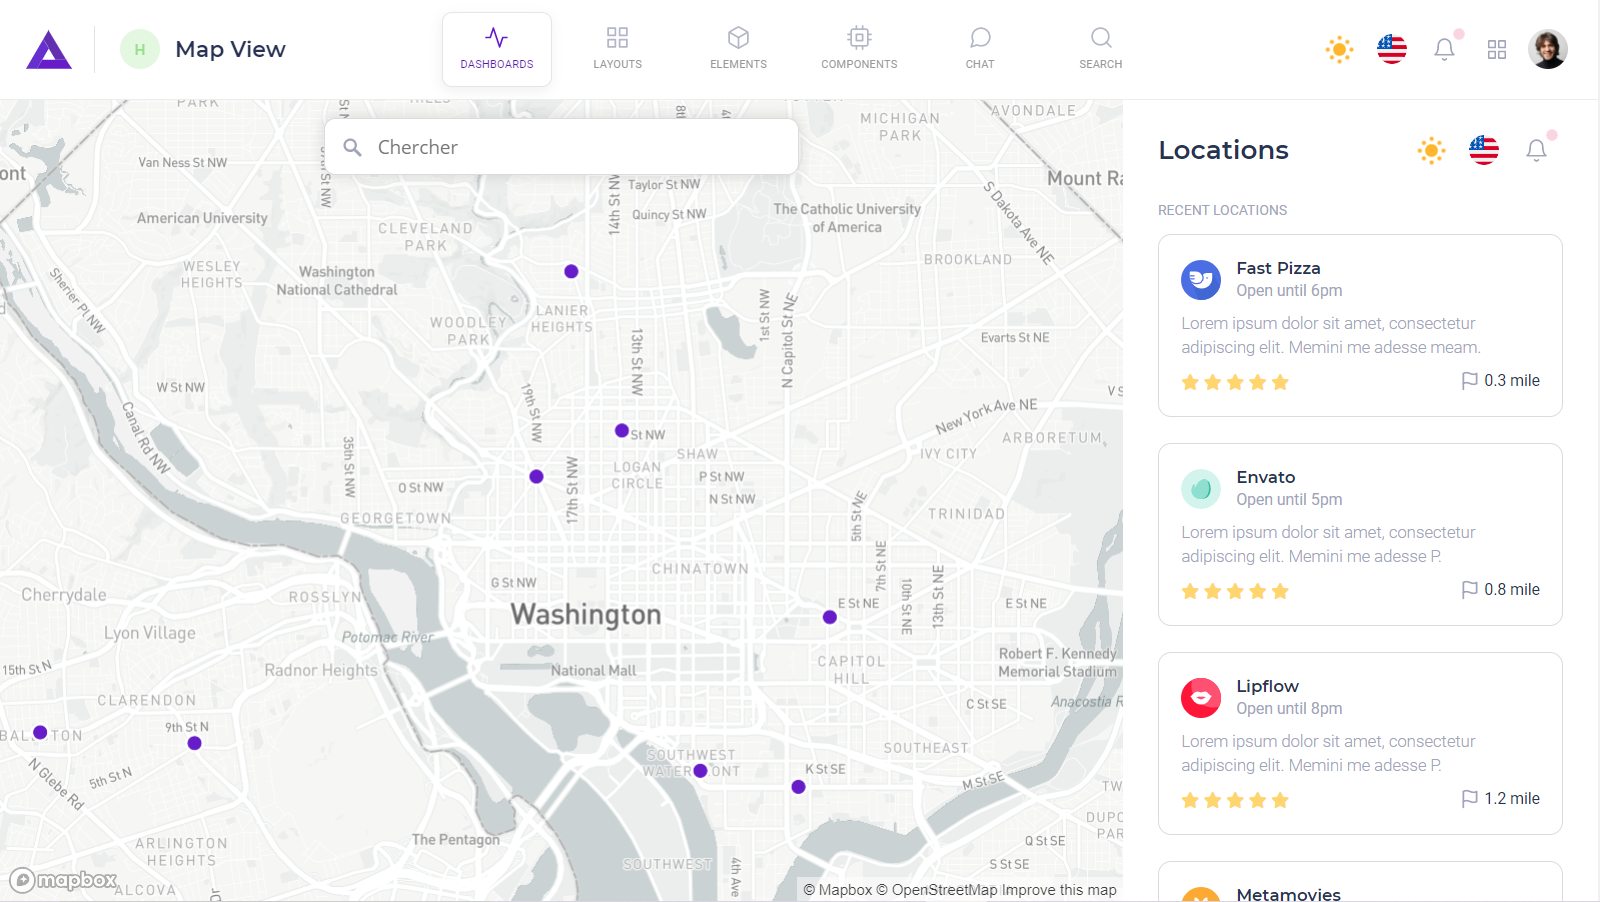 H
Map View
DASHBOARDS
LAYOUTS
ELEMENTS
COMPONENTS
CHAT
SEARCH
PARK
HILLS
Chercher
MICHIGAN
PARK
AVONDALE
Van Ness St NW
American University
CLEVELAND
PARK
Taylor St NW
Quincy St NW
14th St NW
The Catholic University
of America
S Dakota Ave NE
BROOKLAND
WESLEY
HEIGHTS
Washington
National Cathedral
Sherier Pl NW
LANIER
HEIGHTS
WOODLEY
PARK
13th St NW
1st St NW
N Capitol St NE
Evarts St NE
W St NW
Canal Rd NW
19th St NW
New York Ave NE
ARBORETUM
IVY CITY
35th St NW
St NW
SHAW
LOGAN
CIRCLE
P St NW
N St NW
O St NW
17th St NW
GEORGETOWN
5th St NE
TRINIDAD
CHINATOWN
7th St NE
10th St NE
13th St NE
G St NW
Cherrydale
ROSSLYN
Washington
E St NE
E St NE
Lyon Village
Potomac River
Radnor Heights
National Mall
CAPITOL
HILL
Robert F. Kennedy
Memorial Stadium
15th St N
CLARENDON
C St SE
9th St N
SOUTHEAST
SOUTHWEST
K St SE
M St SE
N Glebe Rd
5th St N
The Pentagon
Q St SE
ARLINGTON
HEIGHTS
SOUTHWEST
S St SE
4th Ave
ALCOVA
mapbox
© Mapbox © OpenStreetMap Improve this map
Locations
RECENT LOCATIONS
Fast Pizza
Open until 6pm
Lorem ipsum dolor sit amet, consectetur
adipiscing elit. Memini me adesse meam.
0.3 mile
Envato
Open until 5pm
Lorem ipsum dolor sit amet, consectetur
adipiscing elit. Memini me adesse P.
0.8 mile
Lipflow
Open until 8pm
Lorem ipsum dolor sit amet, consectetur
adipiscing elit. Memini me adesse P.
1.2 mile
Metamovies